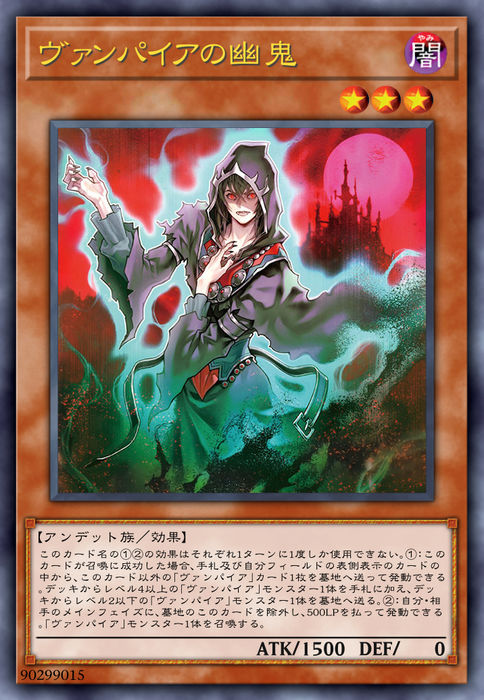 ヴァンパイアの幽鬼
やみ
闇
【アンデット族／効果】
このカード名の①②の効果はそれぞれ1ターンに1度しか使用できない。①：この
カードが召喚に成功した場合、手札及び自分フィールドの表側表示のカードの
中から、このカード以外の「ヴァンパイア」カード1枚を墓地へ送って発動できる。
デッキからレベル4以上の「ヴァンパイア」モンスター1体を手札に加え、デッ
キからレベル2以下の「ヴァンパイア」モンスター1体を墓地へ送る。②：自分・相
手のメインフェイズに、墓地のこのカードを除外し、500LPを払って発動できる。
「ヴァンパイア」モンスター1体を召喚する。
ATK/1500 DEF/ 0
90299015